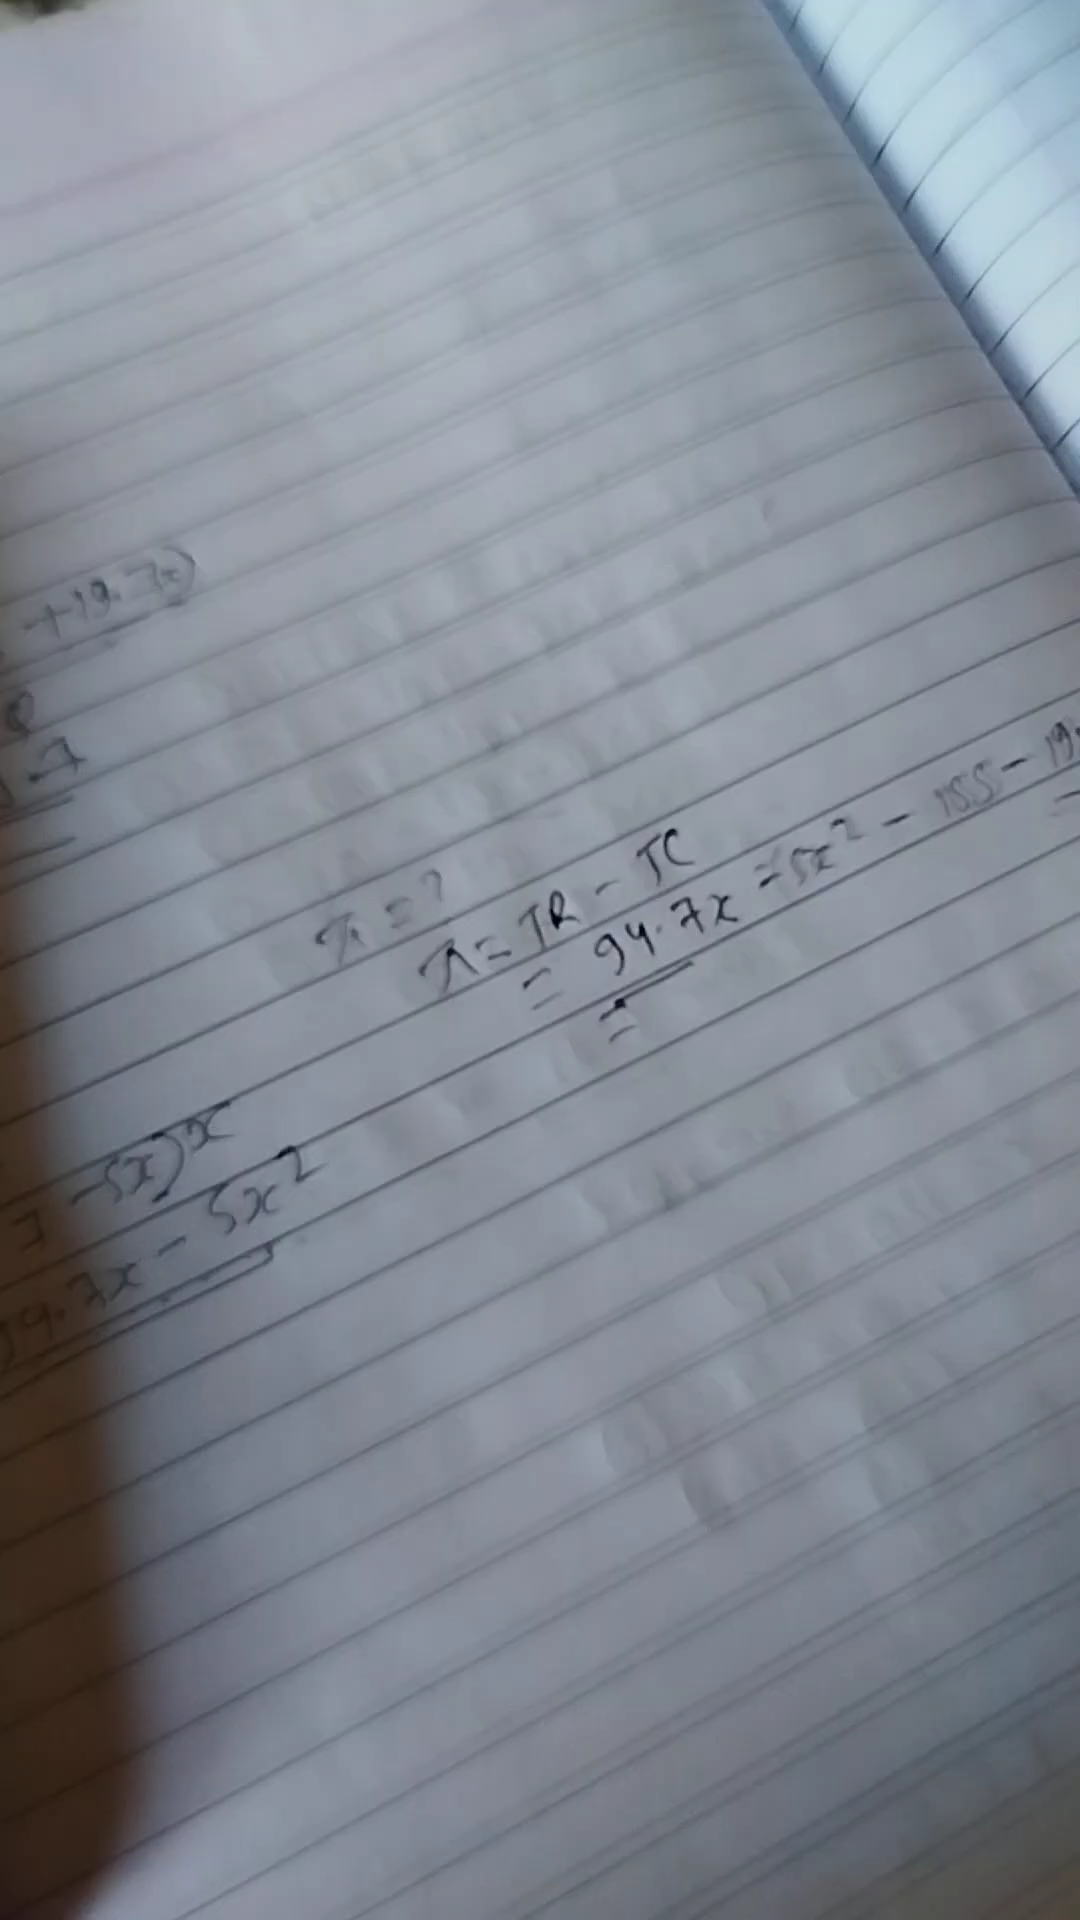 +19.7x)
π = ?
π = TR - TC
= 94.7x - 5x² - 155 - 19.
=
-5x)x
94.7x - 5x²